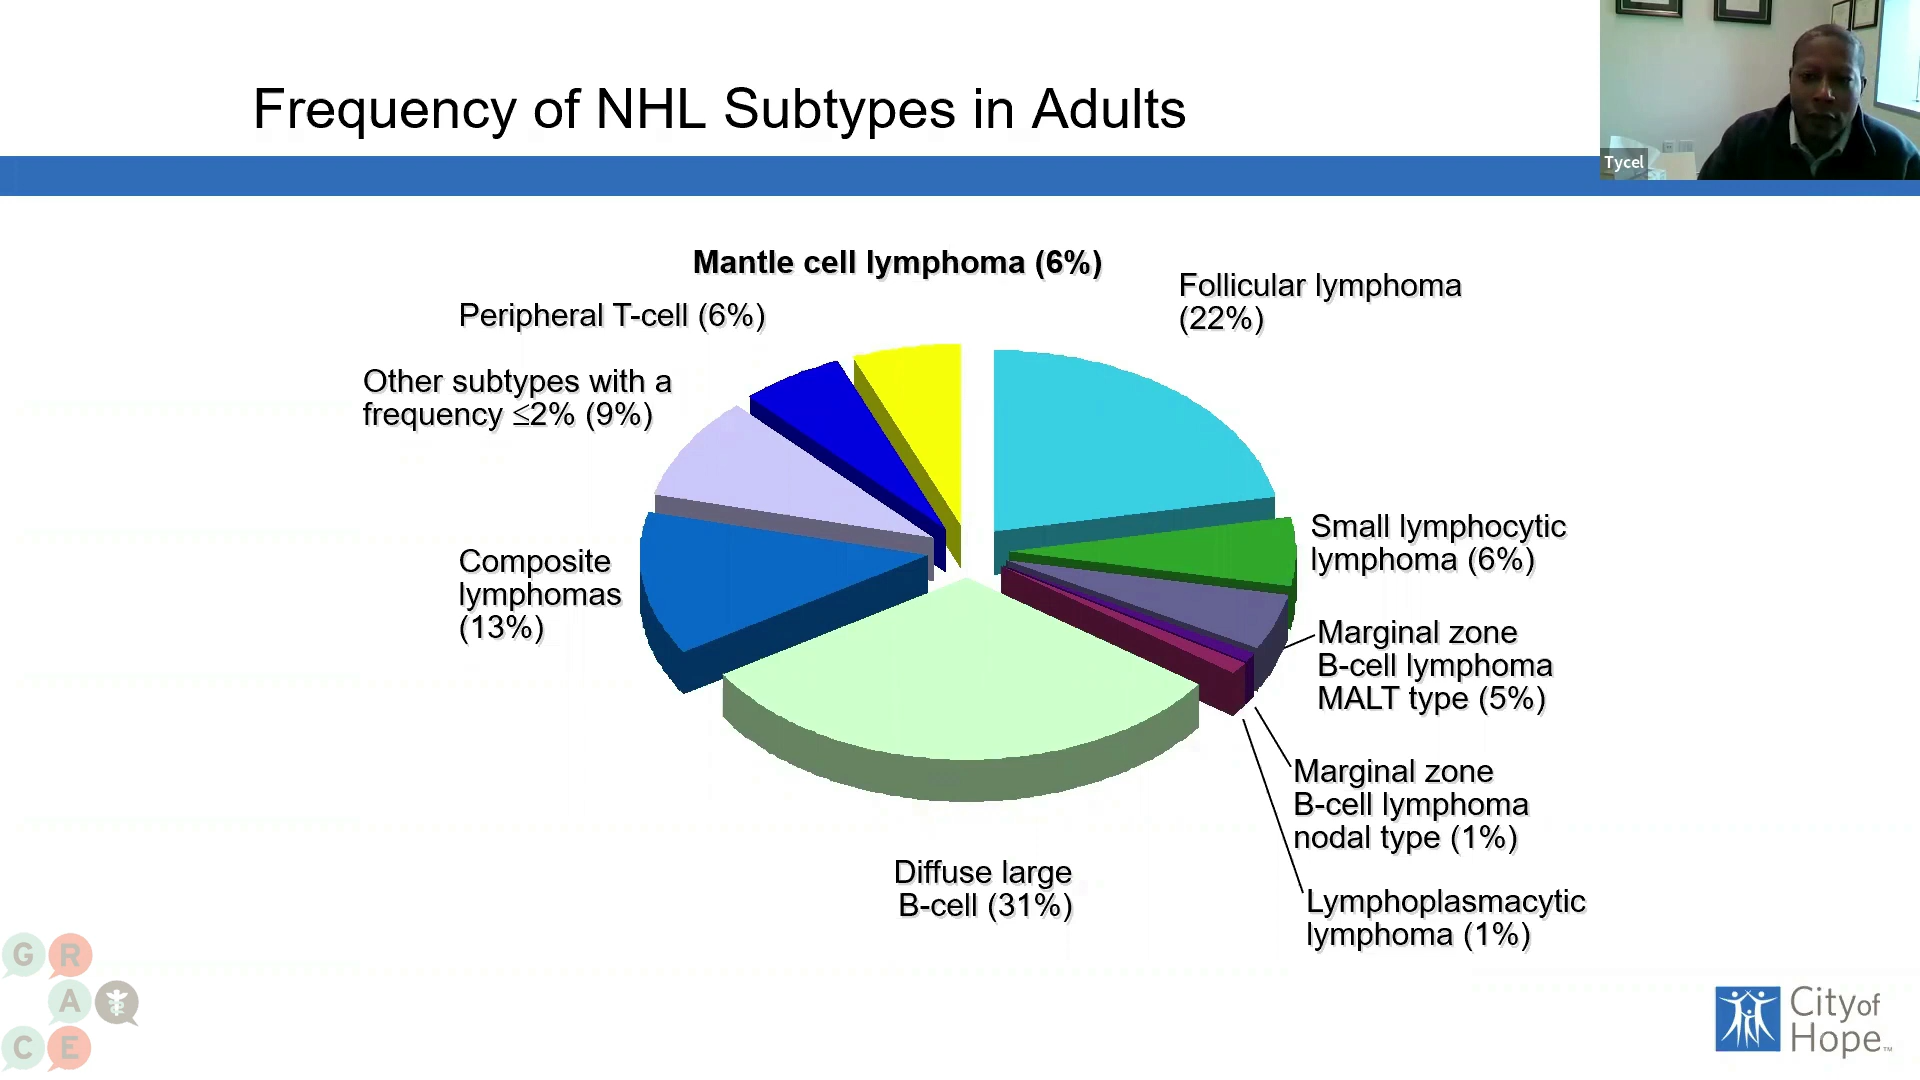 Frequency of NHL Subtypes in Adults
Tycel
Mantle cell lymphoma (6%)
Follicular lymphoma
(22%)
Peripheral T-cell (6%)
Other subtypes with a
frequency ≤2% (9%)
Small lymphocytic
lymphoma (6%)
Composite
lymphomas
(13%)
Marginal zone
B-cell lymphoma
MALT type (5%)
Marginal zone
B-cell lymphoma
nodal type (1%)
Diffuse large
B-cell (31%)
Lymphoplasmacytic
lymphoma (1%)
G R
A
C E
City of
Hope™